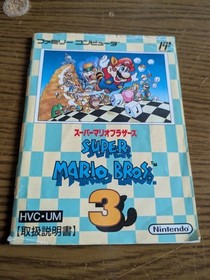 ファミリーコンピュータ
スーパーマリオブラザーズ
SUPER
MARIO BROS.™
3
HVC-UM
【取扱説明書】
Nintendo